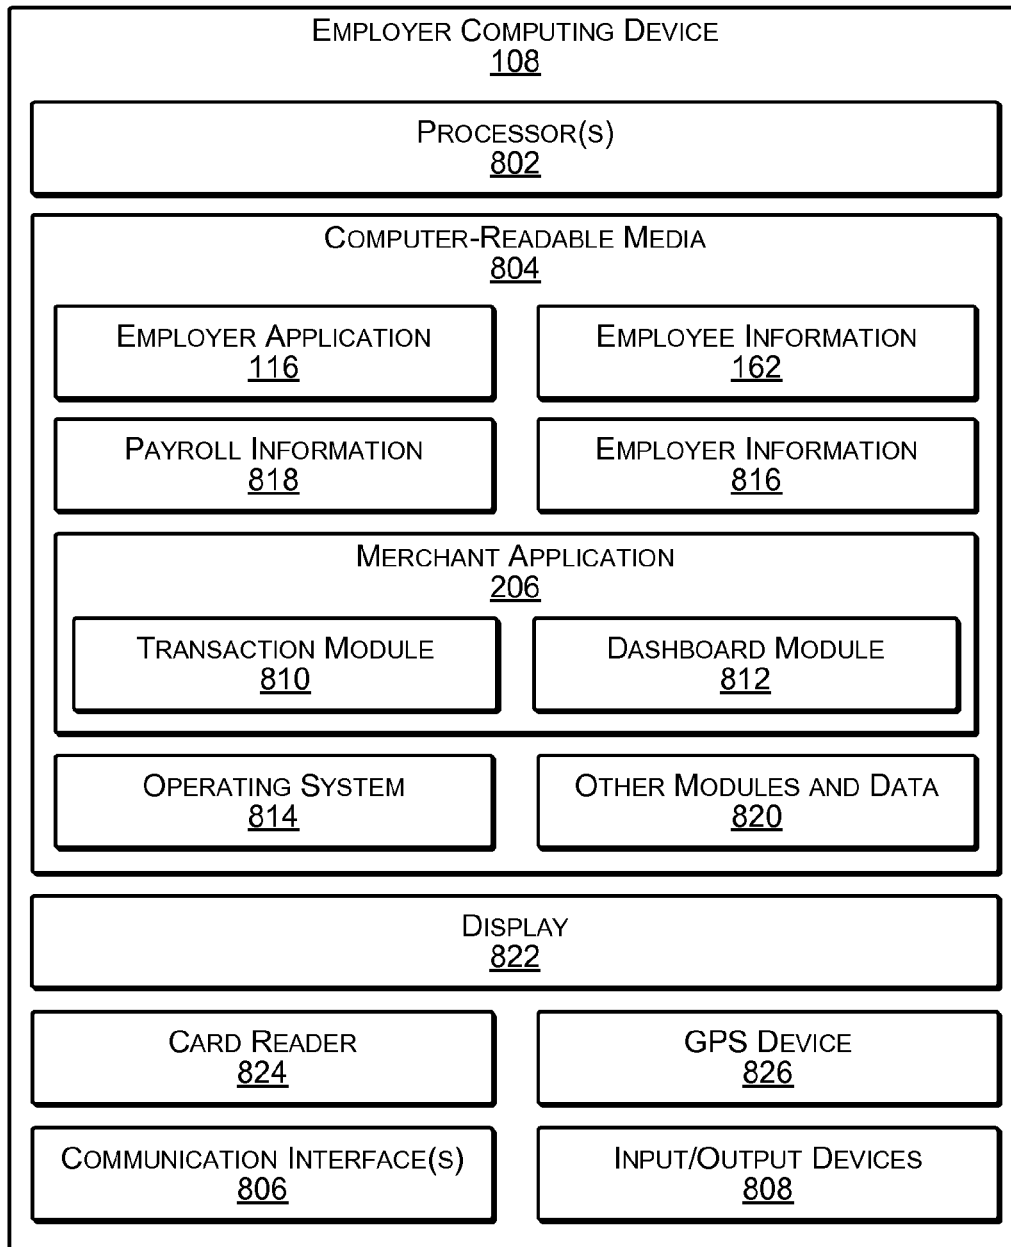 EMPLOYER COMPUTING DEVICE
108
PROCESSOR(S)
802
COMPUTER-READABLE MEDIA
804
EMPLOYER APPLICATION
116
EMPLOYEE INFORMATION
162
PAYROLL INFORMATION
818
EMPLOYER INFORMATION
816
MERCHANT APPLICATION
206
TRANSACTION MODULE
810
DASHBOARD MODULE
812
OPERATING SYSTEM
814
OTHER MODULES AND DATA
820
DISPLAY
822
CARD READER
824
GPS DEVICE
826
COMMUNICATION INTERFACE(S)
806
INPUT/OUTPUT DEVICES
808